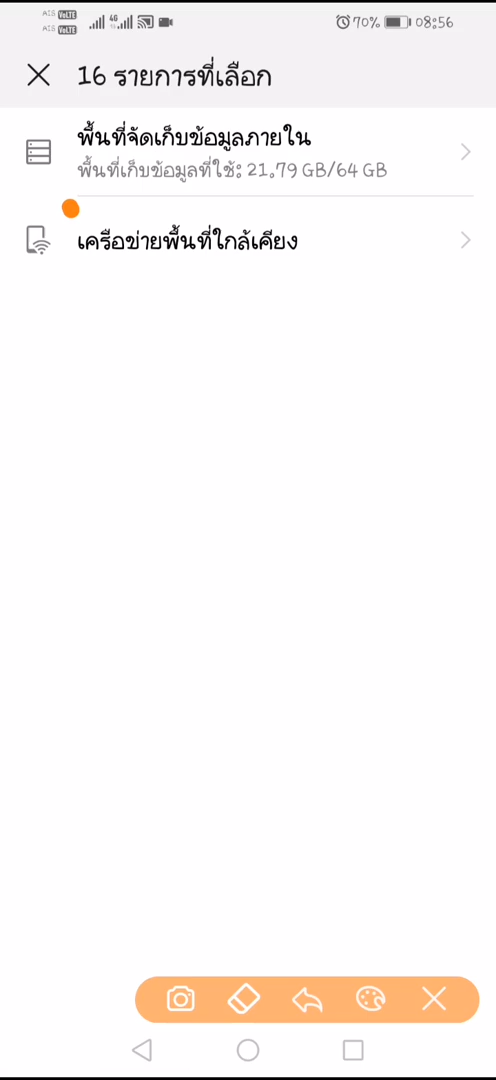 AIS VoLTE 4G 70% 08:56
AIS VoLTE
16 รายการที่เลือก
พื้นที่จัดเก็บข้อมูลภายใน
พื้นที่เก็บข้อมูลที่ใช้: 21.79 GB/64 GB
เครือข่ายพื้นที่ใกล้เคียง